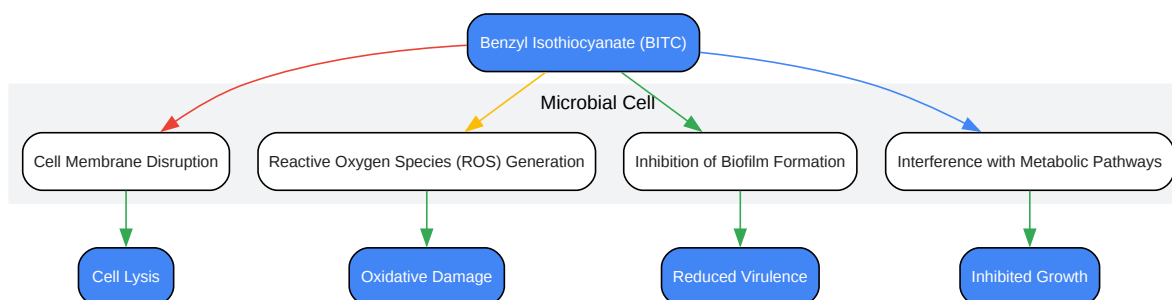 Benzyl Isothiocyanate (BITC)
Microbial Cell
Cell Membrane Disruption
Reactive Oxygen Species (ROS) Generation
Inhibition of Biofilm Formation
Interference with Metabolic Pathways
Cell Lysis
Oxidative Damage
Reduced Virulence
Inhibited Growth